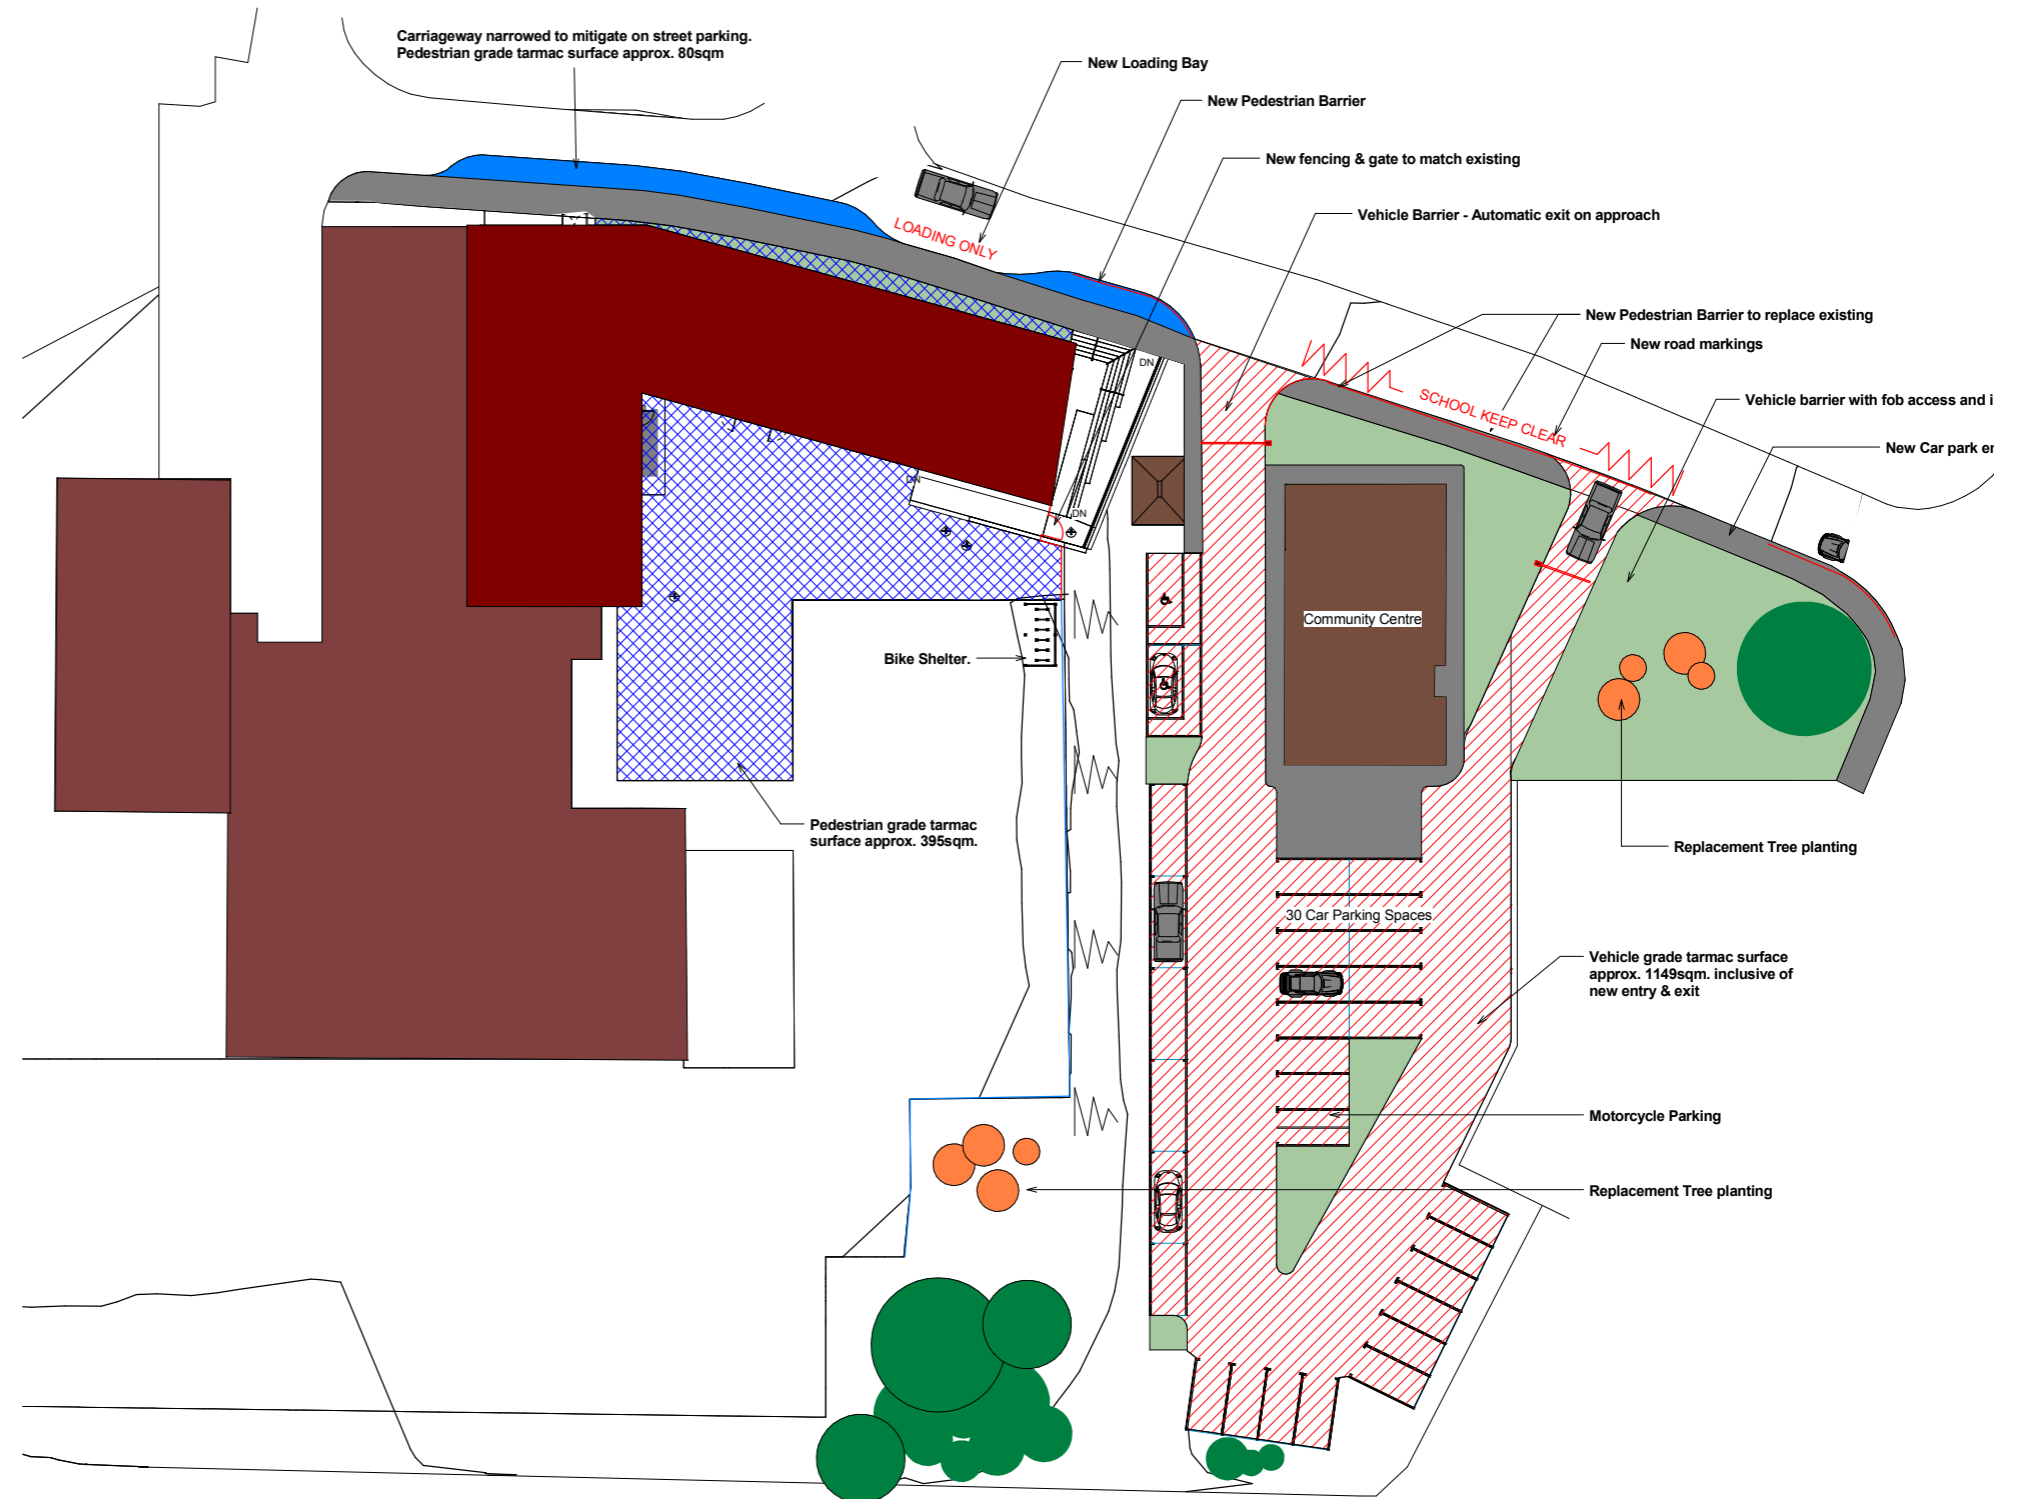 Carriageway narrowed to mitigate on street parking.
Pedestrian grade tarmac surface approx. 80sqm
New Loading Bay
New Pedestrian Barrier
New fencing & gate to match existing
Vehicle Barrier - Automatic exit on approach
LOADING ONLY
New Pedestrian Barrier to replace existing
New road markings
DN
SCHOOL KEEP CLEAR
Vehicle barrier with fob access and i
New Car park er
DN
DN
Community Centre
Bike Shelter.
Pedestrian grade tarmac
surface approx. 395sqm.
Replacement Tree planting
30 Car Parking Spaces
Vehicle grade tarmac surface
approx. 1149sqm. inclusive of
new entry & exit
Motorcycle Parking
Replacement Tree planting